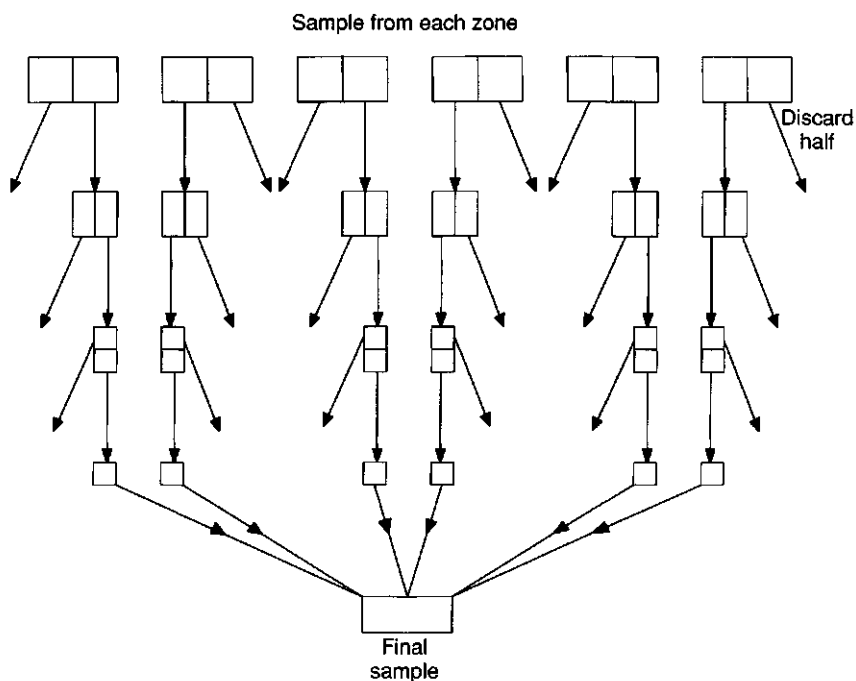 Sample from each zone
Discard
half
Final
sample